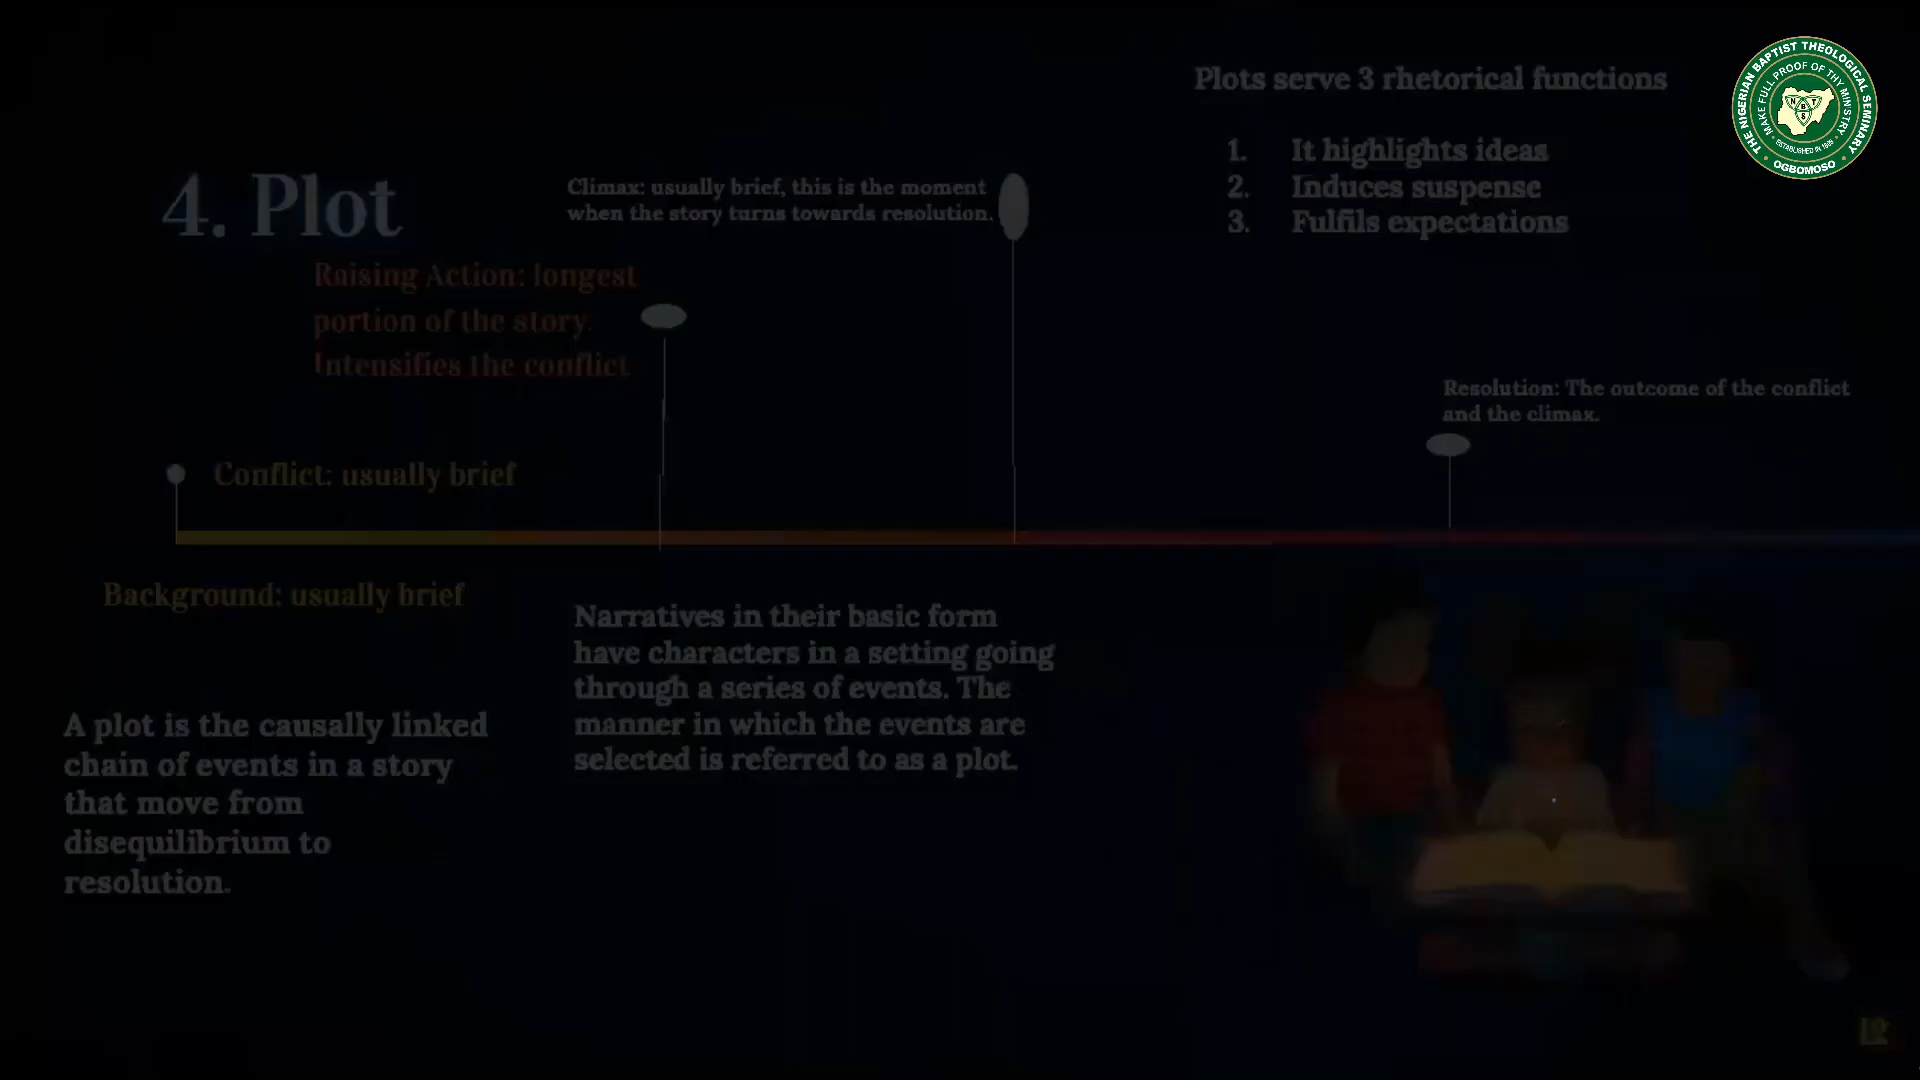 4. Plot
Climax: usually brief, this is the moment
when the story turns towards resolution.
Plots serve 3 rhetorical functions
1. It highlights ideas
2. Induces suspense
3. Fulfils expectations
THE NIGERIAN BAPTIST THEOLOGICAL SEMINARY
MAKE FULL PROOF OF THY MINISTRY
OGBOMOSO
Raising Action: longest
portion of the story.
Intensifies the conflict
Resolution: The outcome of the conflict
and the climax.
Conflict: usually brief
Background: usually brief
Narratives in their basic form
have characters in a setting going
through a series of events. The
manner in which the events are
selected is referred to as a plot.
A plot is the causally linked
chain of events in a story
that move from
disequilibrium to
resolution.